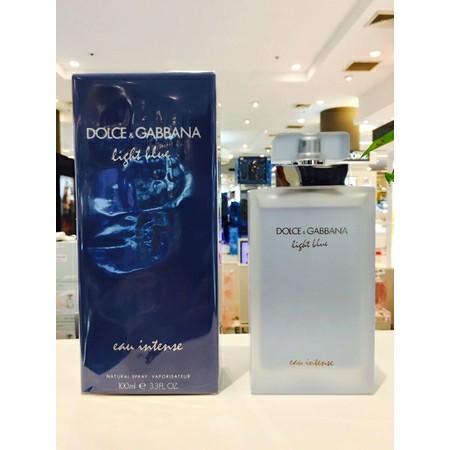 DOLCE & GABBANA
light blue
eau intense
NATURAL SPRAY · VAPORISATEUR
100ml ℮ 3.3FL.OZ.
DOLCE & GABBANA
light blue
eau intense